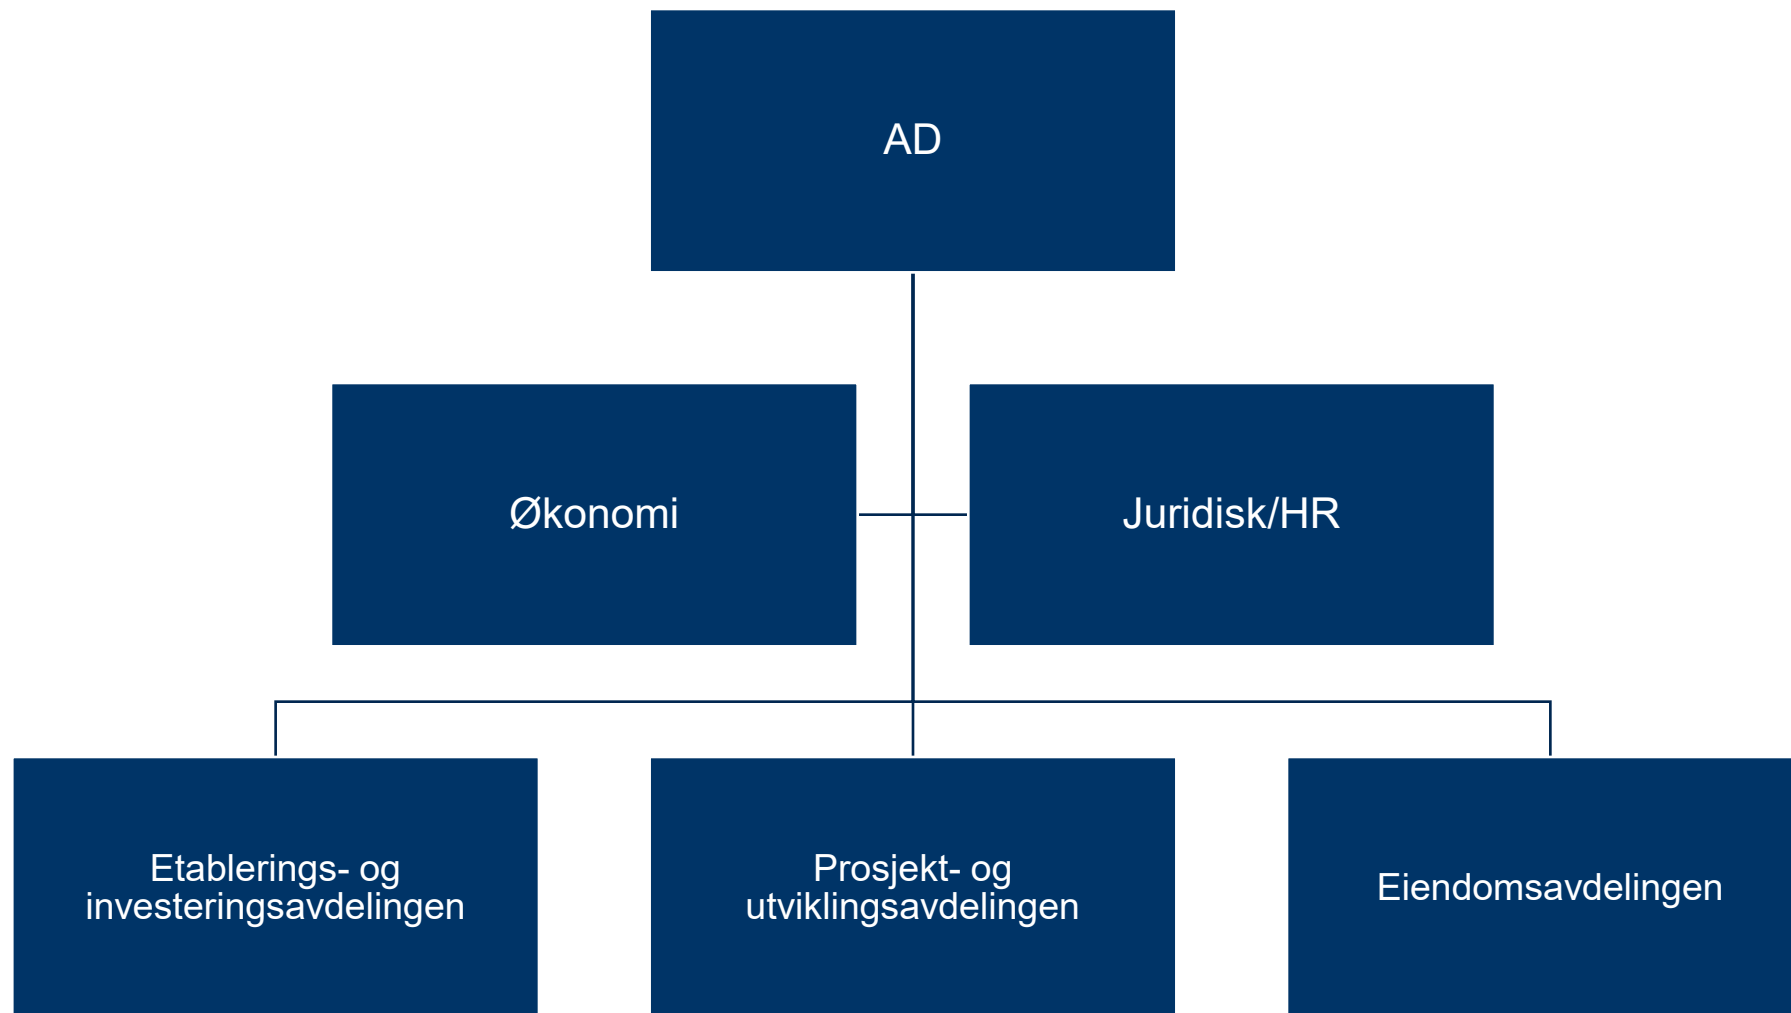 AD
Økonomi
Juridisk/HR
Etablerings- og
investeringsavdelingen
Prosjekt- og
utviklingsavdelingen
Eiendomsavdelingen